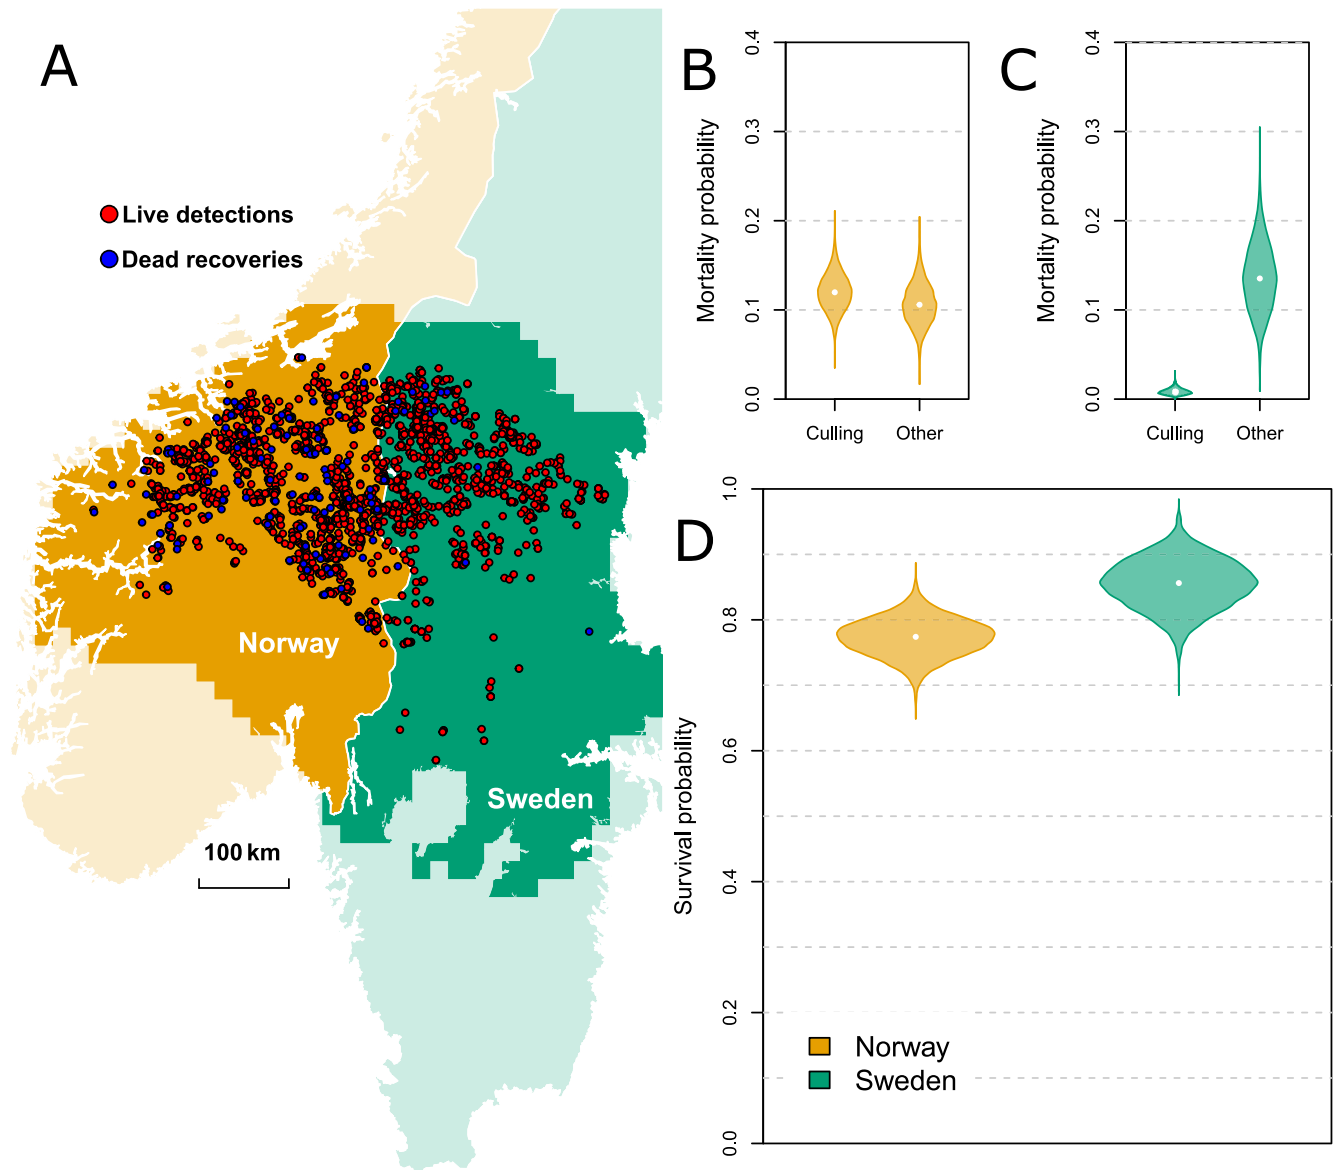 A
Live detections
Dead recoveries
Norway
Sweden
100 km
B
Mortality probability
0.4
0.3
0.2
0.1
0.0
Culling Other
C
Mortality probability
0.4
0.3
0.2
0.1
0.0
Culling Other
D
Survival probability
1.0
0.8
0.6
0.4
0.2
0.0
Norway
Sweden